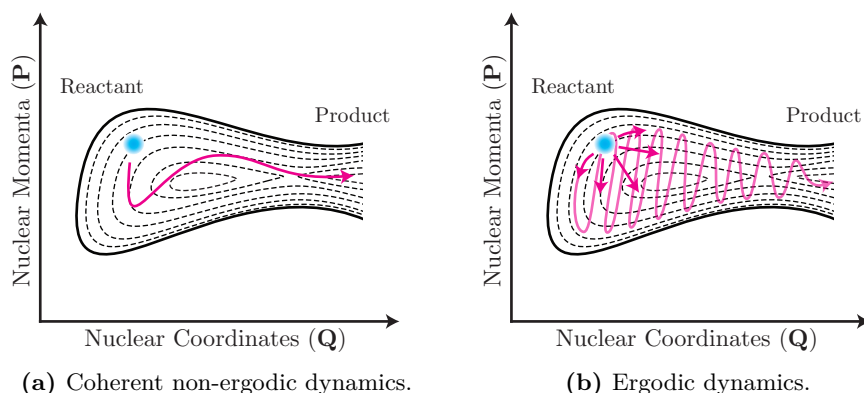 Nuclear Momenta (P)
Reactant
Product
Nuclear Coordinates (Q)
(a) Coherent non-ergodic dynamics.
Nuclear Momenta (P)
Reactant
Product
Nuclear Coordinates (Q)
(b) Ergodic dynamics.